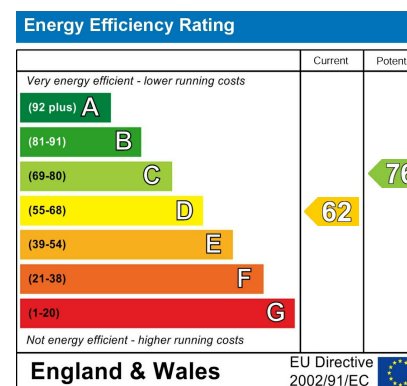 Energy Efficiency Rating
Current Potent
Very energy efficient - lower running costs
(92 plus) A
(81-91) B
(69-80) C 76
(55-68) D 62
(39-54) E
(21-38) F
(1-20) G
Not energy efficient - higher running costs
England & Wales
EU Directive
2002/91/EC